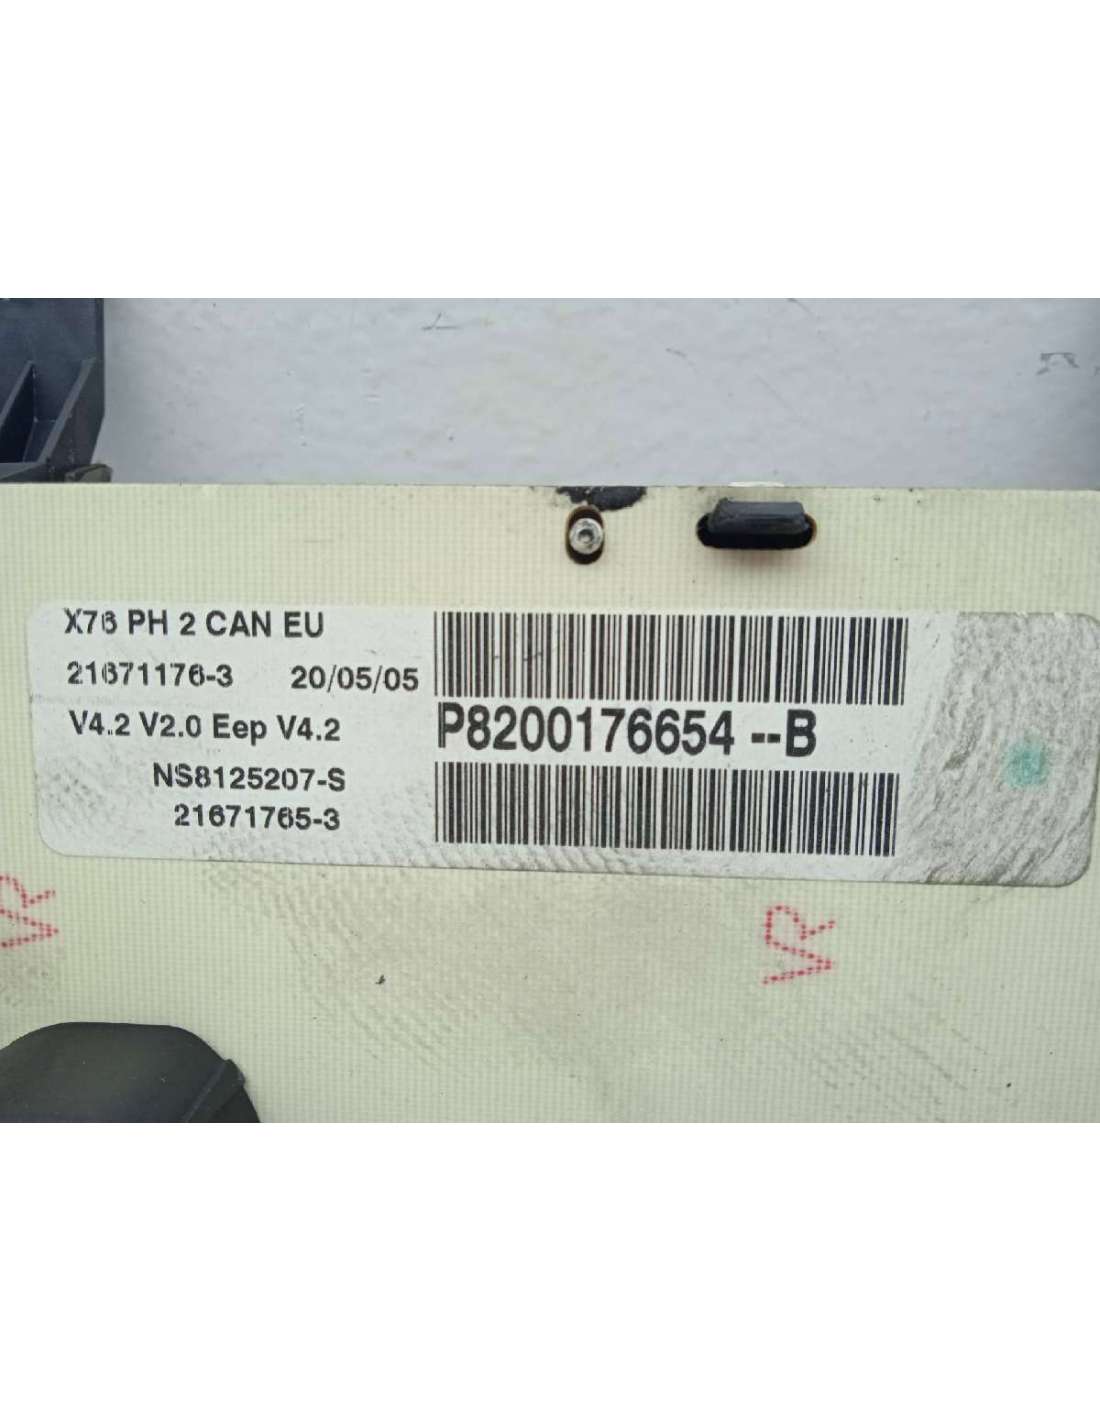 X76 PH 2 CAN EU
21671176-3 20/05/05
V4.2 V2.0 Eep V4.2
P8200176654 --B
NS8125207-S
21671765-3
VR
VR